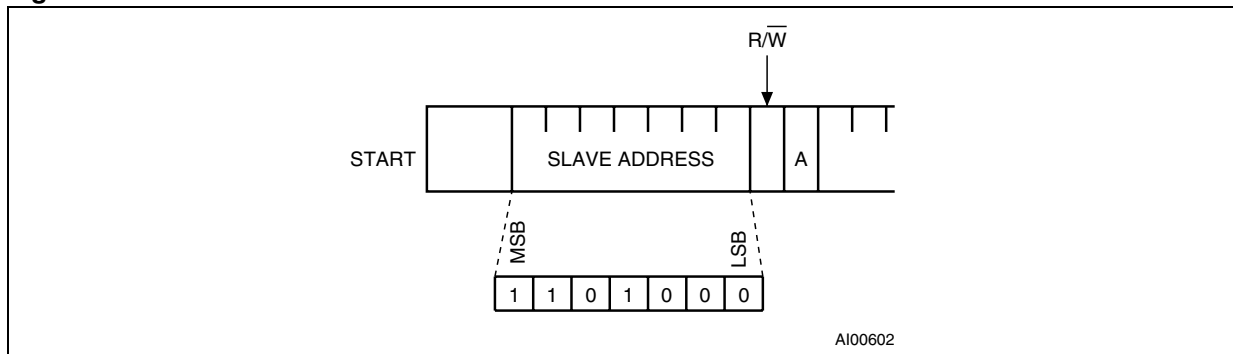 R/W̅
START
SLAVE ADDRESS
A
MSB
LSB
1 1 0 1 0 0 0
AI00602